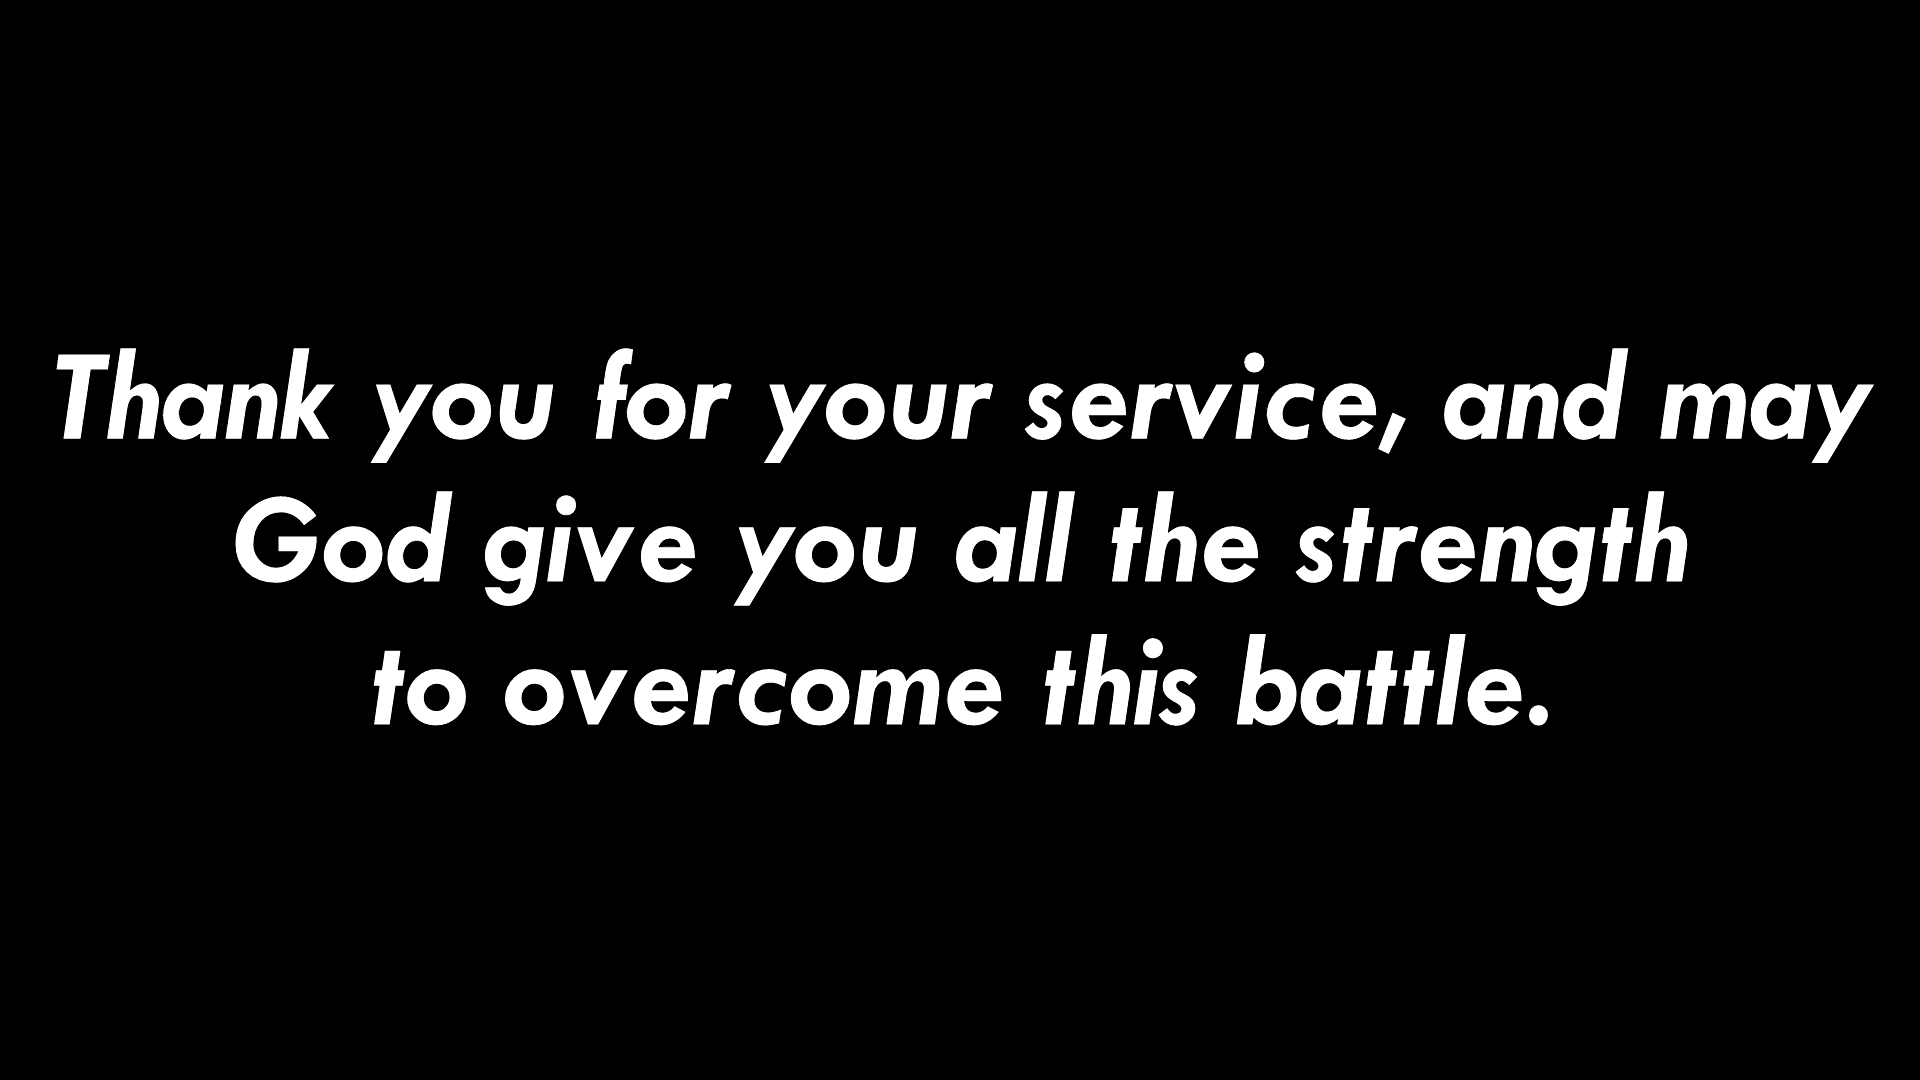 Thank you for your service, and may
God give you all the strength
to overcome this battle.